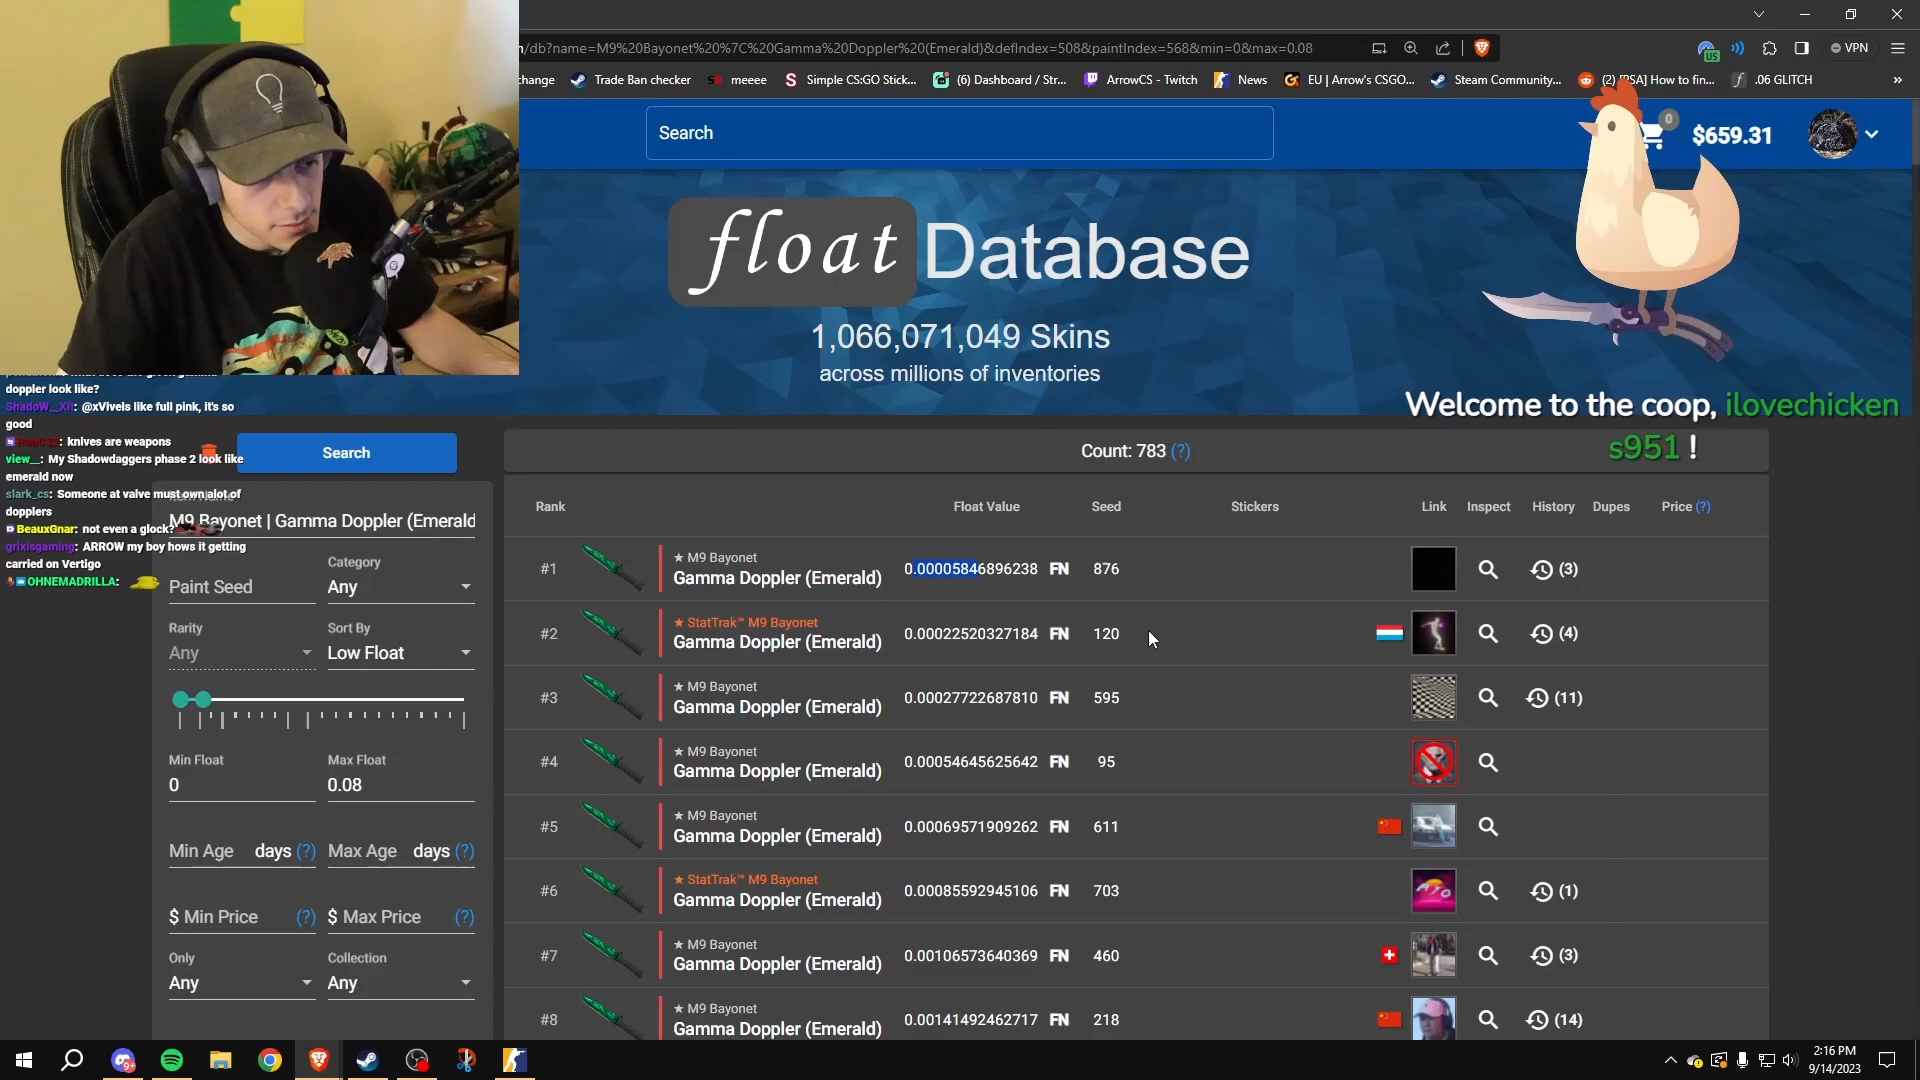 n/db?name=M9%20Bayonet%20%7C%20Gamma%20Doppler%20(Emerald)&defIndex=508&paintIndex=568&min=0&max=0.08
US
VPN
change
Trade Ban checker
meeee
Simple CS:GO Stick...
(6) Dashboard / Str...
ArrowCS - Twitch
News
EU | Arrow's CSGO...
Steam Community...
(2) [PSA] How to fin...
.06 GLITCH
»
Search
0
$659.31
float Database
1,066,071,049 Skins
across millions of inventories
Welcome to the coop, ilovechicken
s951 !
doppler look like?
ShadoW__XII: @xVivels like full pink, it's so
good
: knives are weapons
view__: My Shadowdaggers phase 2 look like
emerald now
slark_cs: Someone at valve must own alot of
dopplers
BeauxGnar: not even a glock?
grixisgaming: ARROW my boy hows it getting
carried on Vertigo
OHNEMADRILLA:
Search
M9 Bayonet | Gamma Doppler (Emerald
Paint Seed
Category
Any
Rarity
Any
Sort By
Low Float
Min Float
0
Max Float
0.08
Min Age days (?)
Max Age days (?)
$ Min Price (?)
$ Max Price (?)
Only
Any
Collection
Any
Count: 783 (?)
Rank Float Value Seed Stickers Link Inspect History Dupes Price (?)
#1 ★ M9 Bayonet
Gamma Doppler (Emerald) 0.00005846896238 FN 876 (3)
#2 ★ StatTrak™ M9 Bayonet
Gamma Doppler (Emerald) 0.00022520327184 FN 120 (4)
#3 ★ M9 Bayonet
Gamma Doppler (Emerald) 0.00027722687810 FN 595 (11)
#4 ★ M9 Bayonet
Gamma Doppler (Emerald) 0.00054645625642 FN 95
#5 ★ M9 Bayonet
Gamma Doppler (Emerald) 0.00069571909262 FN 611
#6 ★ StatTrak™ M9 Bayonet
Gamma Doppler (Emerald) 0.00085592945106 FN 703 (1)
#7 ★ M9 Bayonet
Gamma Doppler (Emerald) 0.00106573640369 FN 460 (3)
#8 ★ M9 Bayonet
Gamma Doppler (Emerald) 0.00141492462717 FN 218 (14)
9+
2:16 PM
9/14/2023